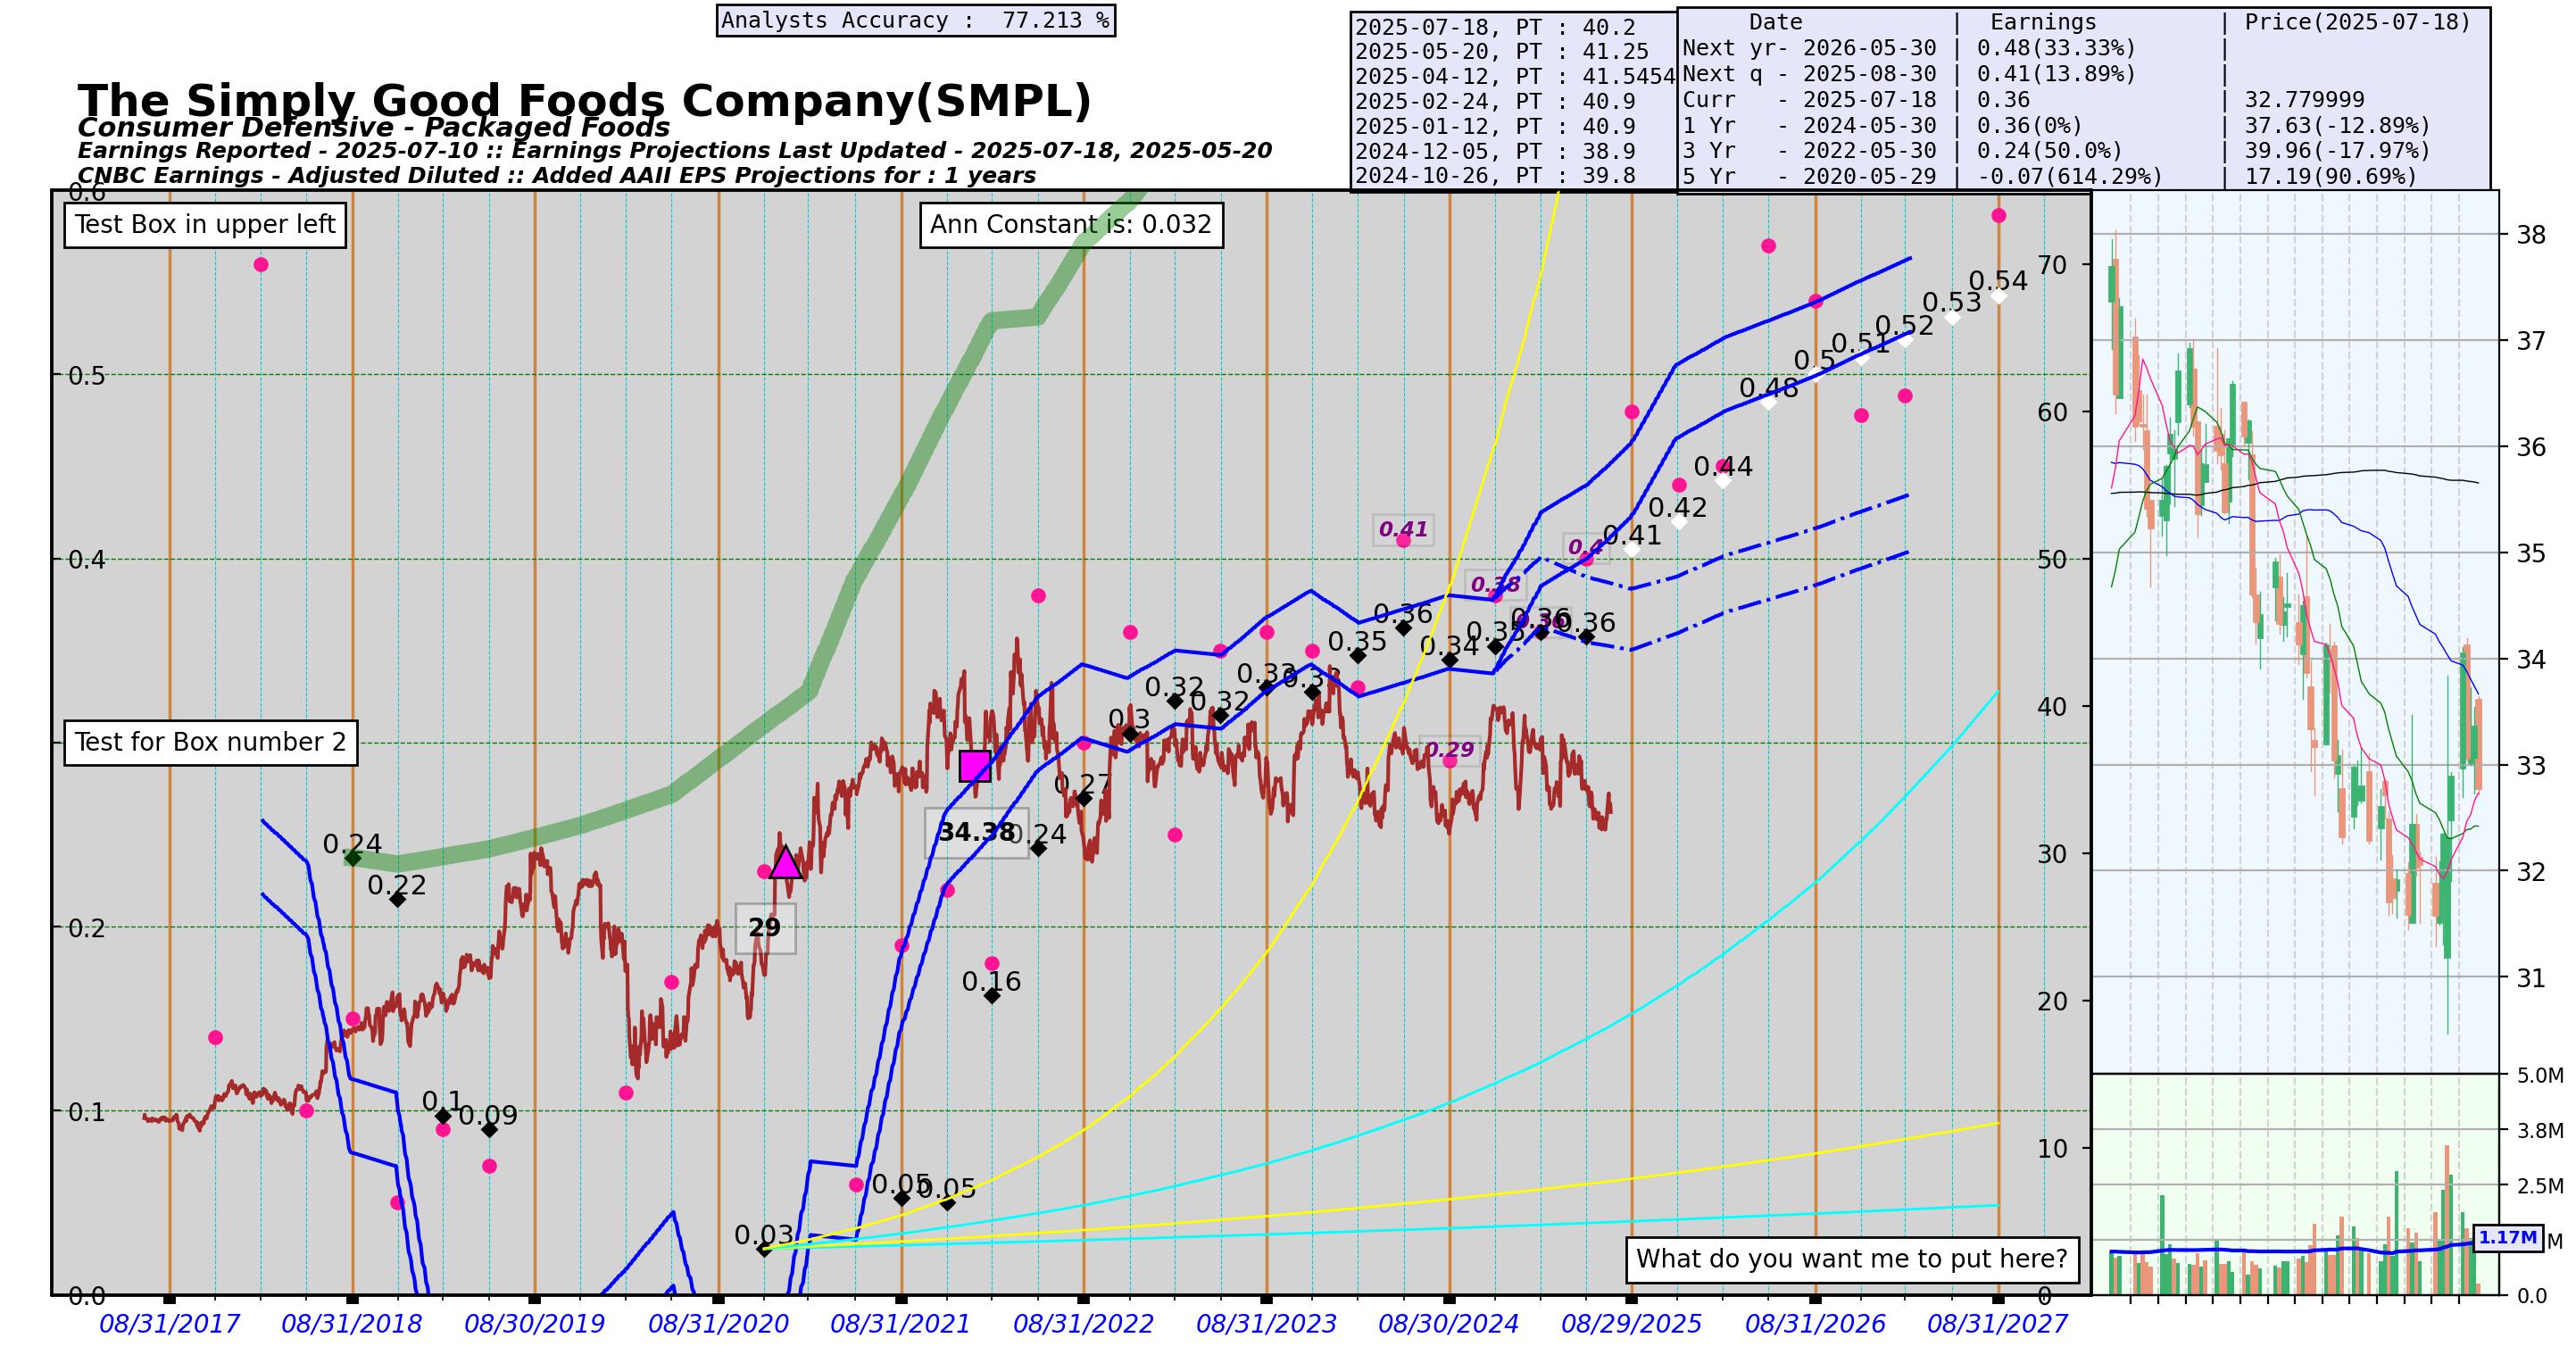 Analysts Accuracy :  77.213 %
2025-07-18, PT : 40.2
2025-05-20, PT : 41.25
2025-04-12, PT : 41.5454
2025-02-24, PT : 40.9
2025-01-12, PT : 40.9
2024-12-05, PT : 38.9
2024-10-26, PT : 39.8
Date | Earnings | Price(2025-07-18)
Next yr- 2026-05-30 | 0.48(33.33%) |
Next q - 2025-08-30 | 0.41(13.89%) |
Curr - 2025-07-18 | 0.36 | 32.779999
1 Yr - 2024-05-30 | 0.36(0%) | 37.63(-12.89%)
3 Yr - 2022-05-30 | 0.24(50.0%) | 39.96(-17.97%)
5 Yr - 2020-05-29 | -0.07(614.29%) | 17.19(90.69%)
The Simply Good Foods Company(SMPL)
Consumer Defensive - Packaged Foods
Earnings Reported - 2025-07-10 :: Earnings Projections Last Updated - 2025-07-18, 2025-05-20
CNBC Earnings - Adjusted Diluted :: Added AAII EPS Projections for : 1 years
0.6
Test Box in upper left
Ann Constant is: 0.032
0.5
0.4
Test for Box number 2
0.2
0.1
0.0
0.24
0.22
0.1
0.09
0.03
29
0.05
0.05
34.38
0.16
0.24
0.27
0.3
0.32
0.32
0.33
0.35
0.36
0.41
0.34
0.29
0.35
0.38
0.36
0.4
0.36
0.41
0.42
0.44
0.48
0.5
0.51
0.52
0.53
0.54
70
60
50
40
30
20
10
0
What do you want me to put here?
38
37
36
35
34
33
32
31
5.0M
3.8M
2.5M
1.17M
M
0.0
08/31/2017
08/31/2018
08/30/2019
08/31/2020
08/31/2021
08/31/2022
08/31/2023
08/30/2024
08/29/2025
08/31/2026
08/31/2027